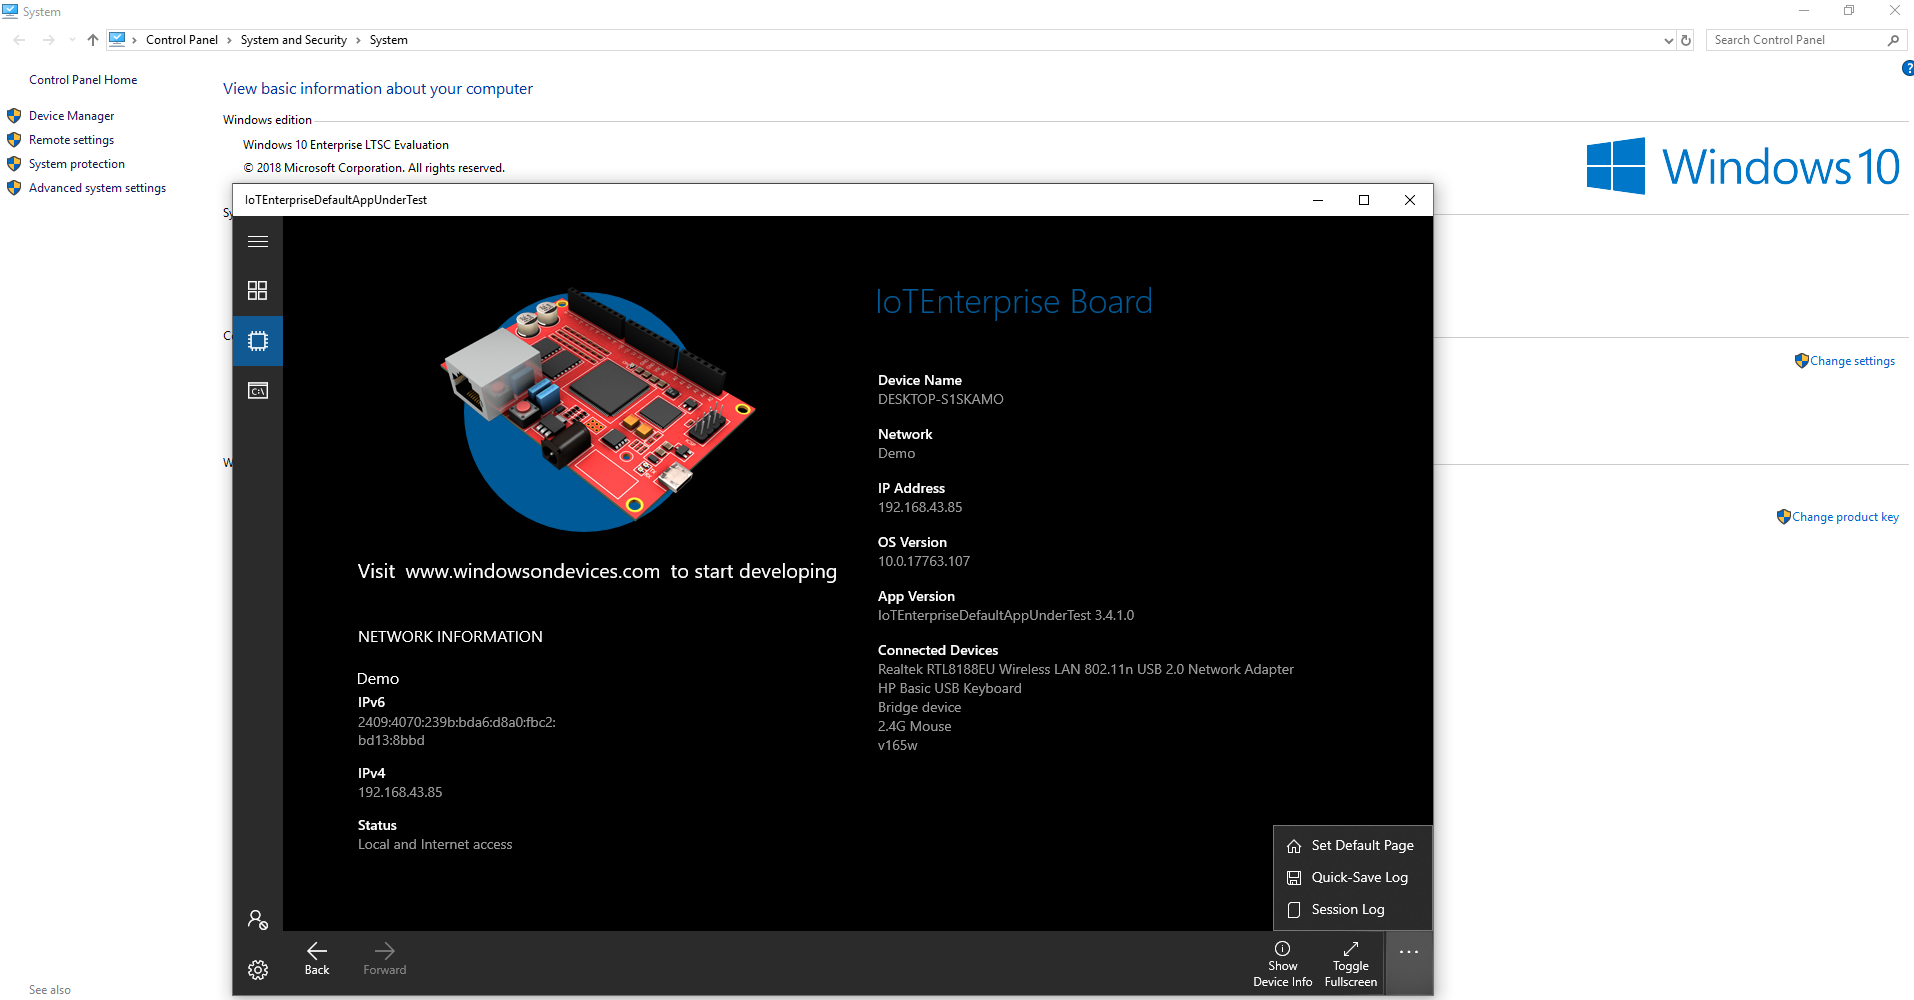 System
Control Panel > System and Security > System
Search Control Panel
Control Panel Home
Device Manager
Remote settings
System protection
Advanced system settings
See also
View basic information about your computer
Windows edition
Windows 10 Enterprise LTSC Evaluation
© 2018 Microsoft Corporation. All rights reserved.
Windows 10
Change settings
Change product key
IoTEnterpriseDefaultAppUnderTest
IoTEnterprise Board
Device Name
DESKTOP-S1SKAMO
Network
Demo
IP Address
192.168.43.85
OS Version
10.0.17763.107
App Version
IoTEnterpriseDefaultAppUnderTest 3.4.1.0
Connected Devices
Realtek RTL8188EU Wireless LAN 802.11n USB 2.0 Network Adapter
HP Basic USB Keyboard
Bridge device
2.4G Mouse
v165w
Visit www.windowsondevices.com to start developing
NETWORK INFORMATION
Demo
IPv6
2409:4070:239b:bda6:d8a0:fbc2:
bd13:8bbd
IPv4
192.168.43.85
Status
Local and Internet access
Set Default Page
Quick-Save Log
Session Log
Back
Forward
Show
Device Info
Toggle
Fullscreen